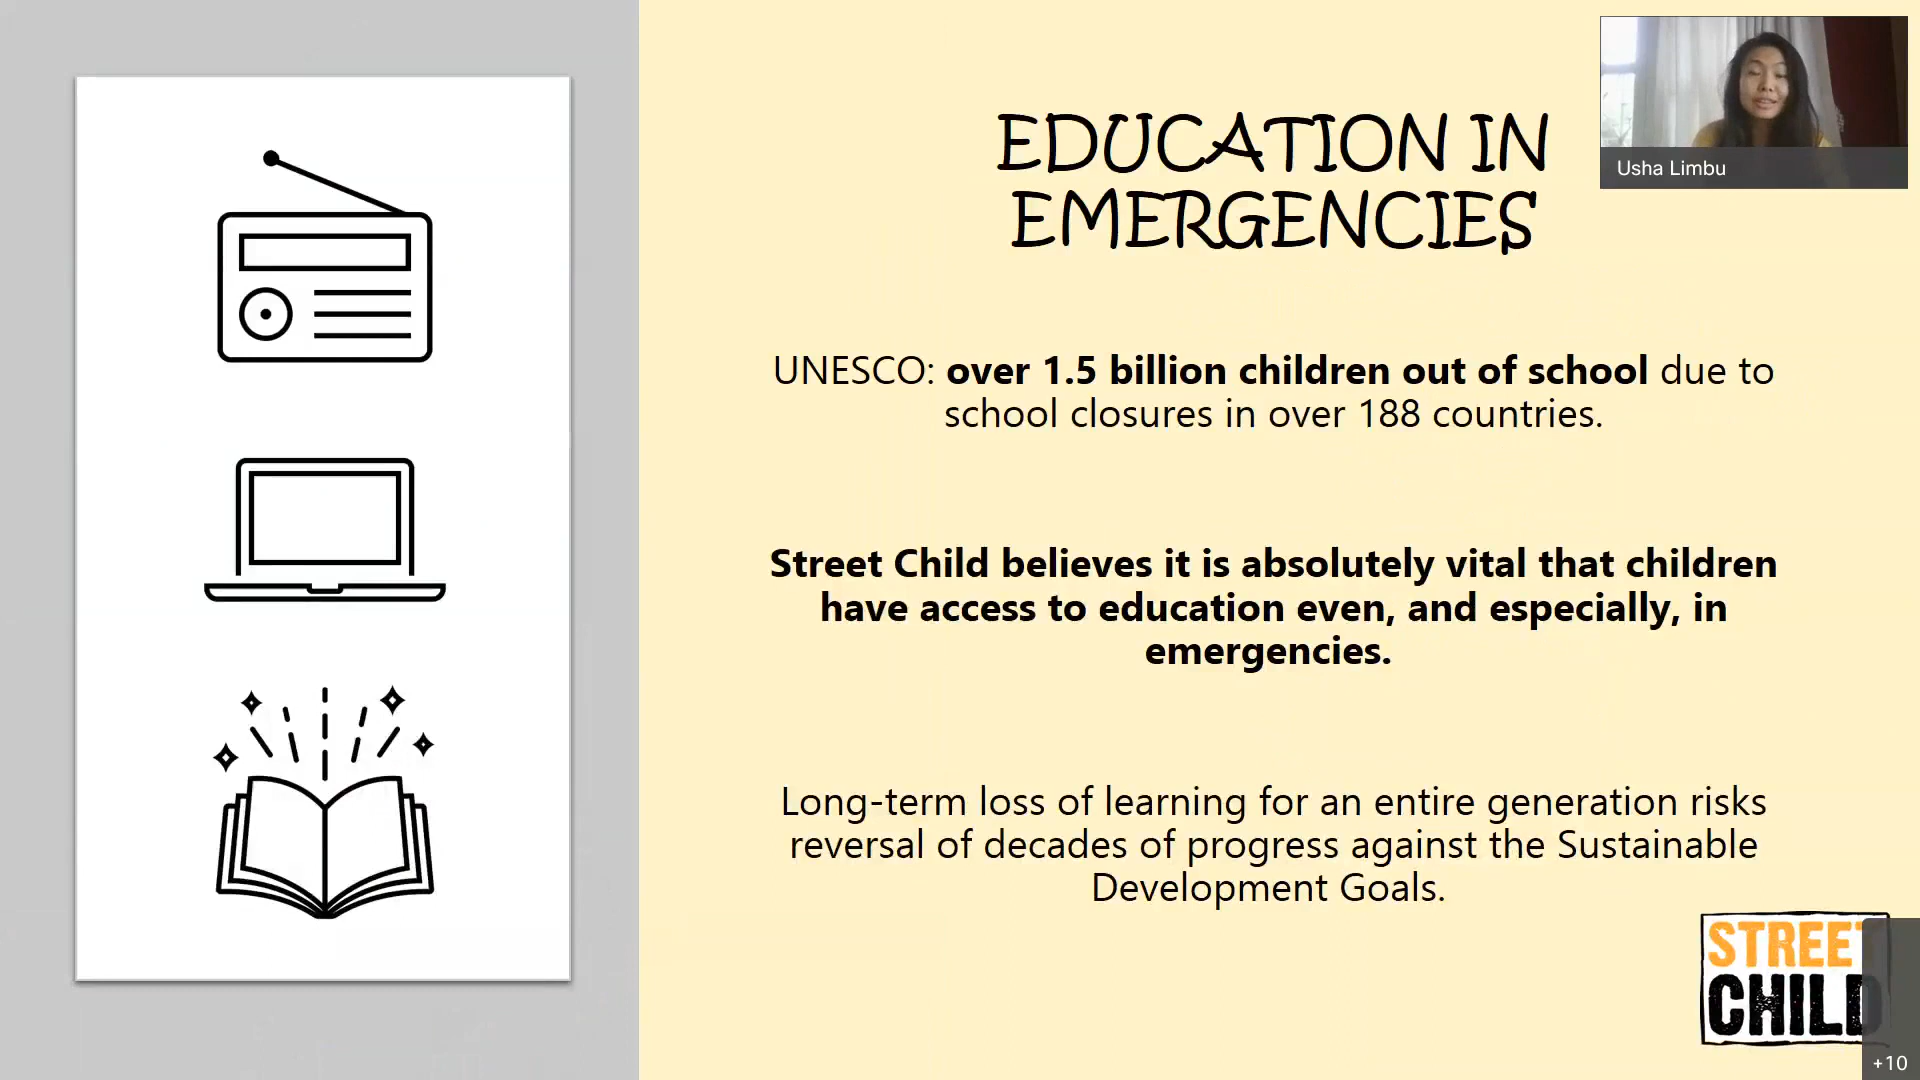 EDUCATION IN
EMERGENCIES
Usha Limbu
UNESCO: over 1.5 billion children out of school due to
school closures in over 188 countries.
Street Child believes it is absolutely vital that children
have access to education even, and especially, in
emergencies.
Long-term loss of learning for an entire generation risks
reversal of decades of progress against the Sustainable
Development Goals.
STREET
CHILD
+10